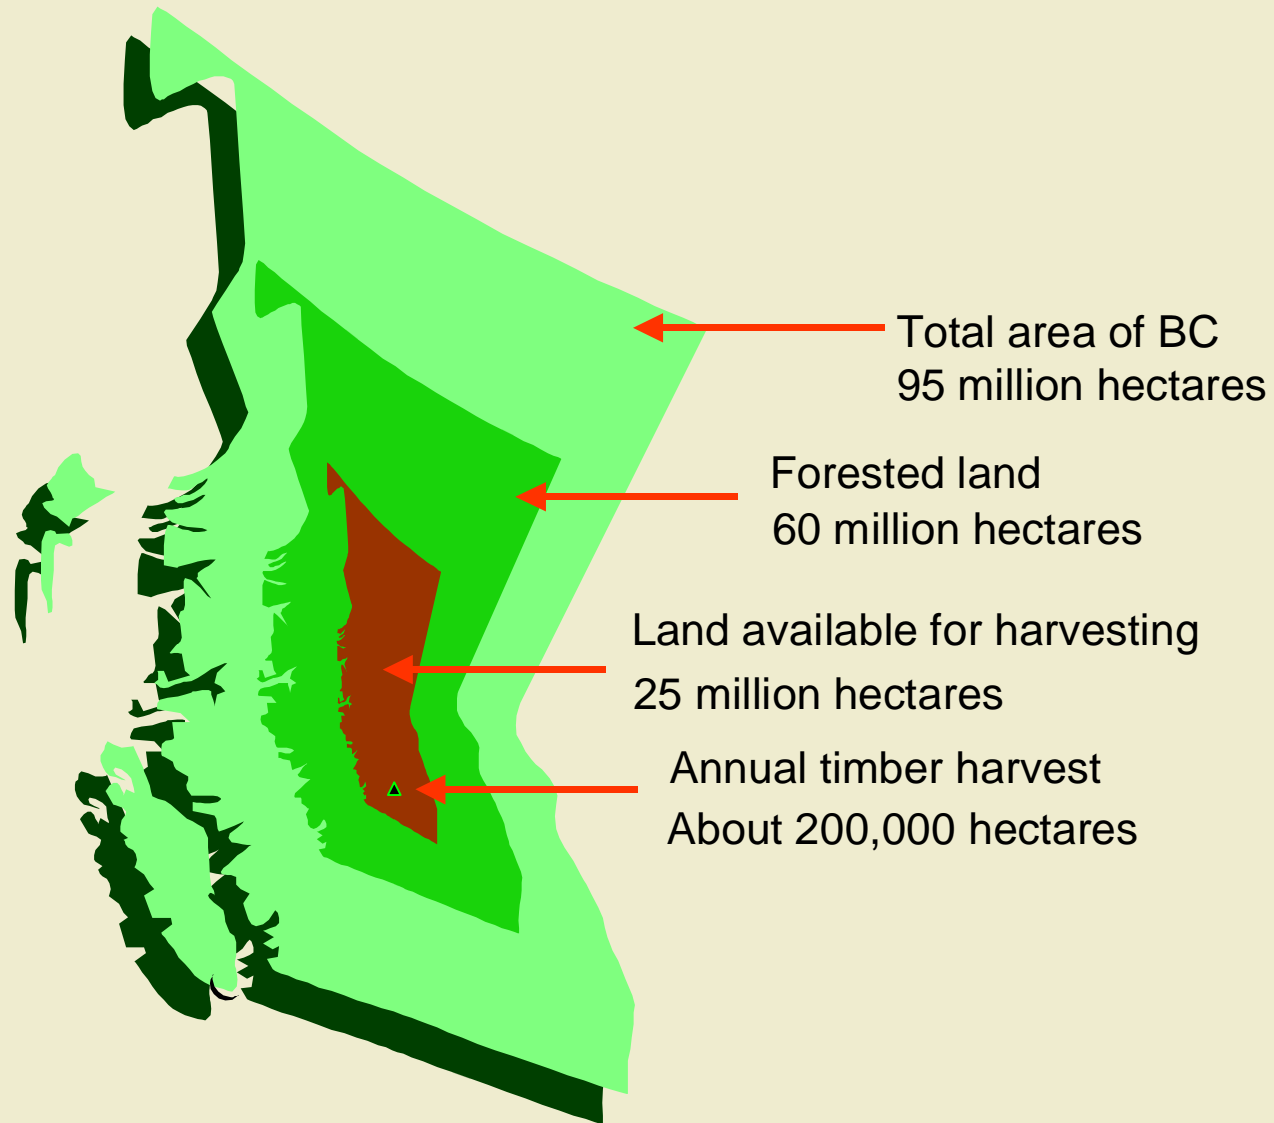 Total area of BC
95 million hectares
Forested land
60 million hectares
Land available for harvesting
25 million hectares
Annual timber harvest
About 200,000 hectares